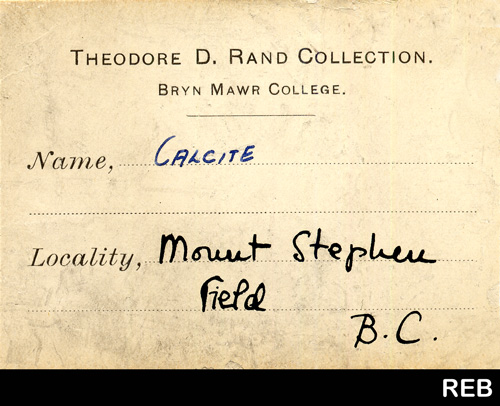 THEODORE D. RAND COLLECTION.
BRYN MAWR COLLEGE.
Name, CALCITE
Locality, Mount Stephen
Field
B.C.
REB